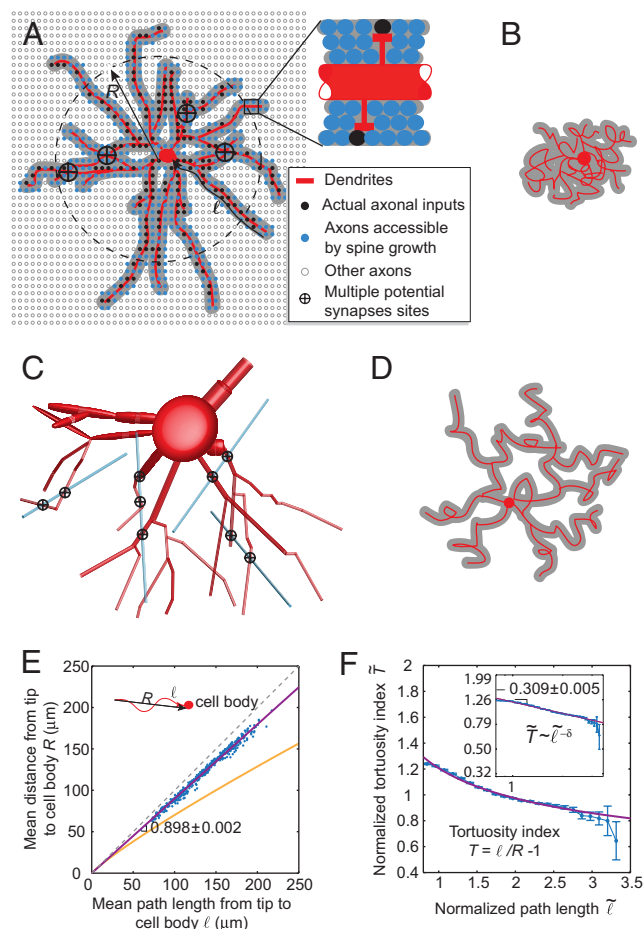 A
R
ℓ
Dendrites
Actual axonal inputs
Axons accessible
by spine growth
Other axons
Multiple potential
synapses sites
B
C
D
E
250
200
150
100
50
0
50
100
150
200
250
Mean distance from tip
to cell body R (μm)
R
ℓ
cell body
0.898±0.002
Mean path length from tip to
cell body ℓ (μm)
F
2
1.8
1.6
1.4
1.2
1
0.8
0.6
0.4
1
1.5
2
2.5
3
3.5
Normalized tortuosity index T̃
1.99
1.26
0.79
0.50
0.32
1
− 0.309±0.005
T̃~ℓ̃^−δ
Tortuosity index
T = ℓ /R -1
Normalized path length ℓ̃